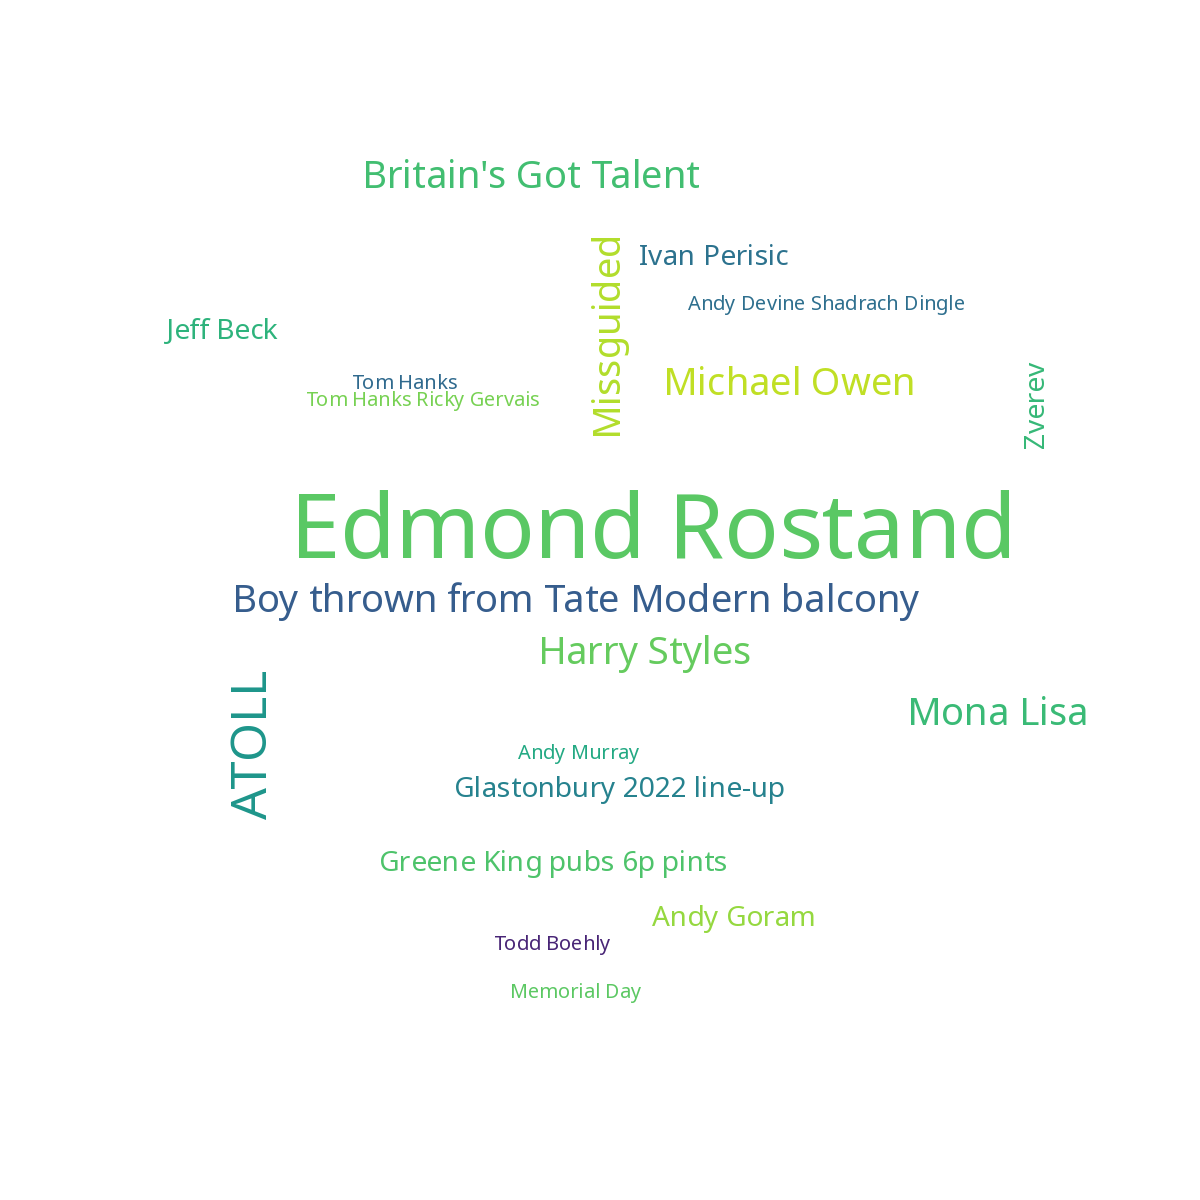 Britain's Got Talent
Missguided
Ivan Perisic
Andy Devine Shadrach Dingle
Jeff Beck
Zverev
Michael Owen
Tom Hanks
Tom Hanks Ricky Gervais
Edmond Rostand
Boy thrown from Tate Modern balcony
Harry Styles
ATOLL
Mona Lisa
Andy Murray
Glastonbury 2022 line-up
Greene King pubs 6p pints
Andy Goram
Todd Boehly
Memorial Day